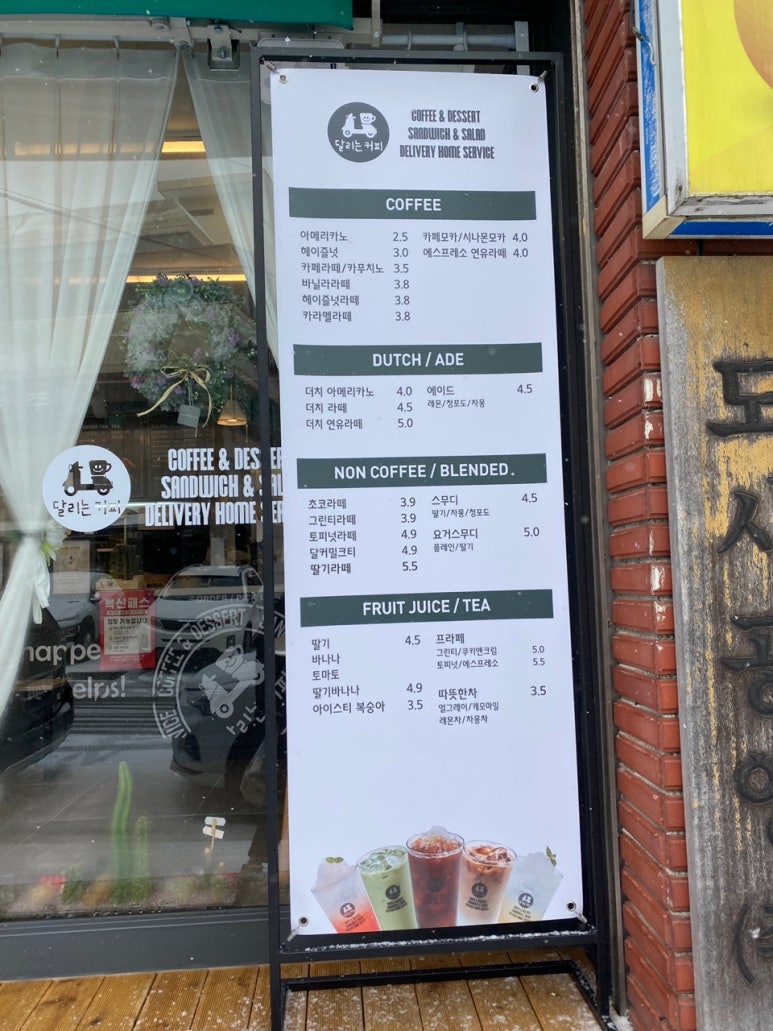 달리는 커피
COFFEE & DESSERT
SANDWICH & SALAD
DELIVERY HOME SERVICE
COFFEE
아메리카노 2.5
헤이즐넛 3.0
카페라떼/카푸치노 3.5
바닐라라떼 3.8
헤이즐넛라떼 3.8
카라멜라떼 3.8
카페모카/시나몬모카 4.0
에스프레소 연유라떼 4.0
DUTCH / ADE
더치 아메리카노 4.0
더치 라떼 4.5
더치 연유라떼 5.0
에이드 4.5
레몬/청포도/자몽
NON COFFEE / BLENDED
초코라떼 3.9
그린티라떼 3.9
토피넛라떼 4.9
달커밀크티 4.9
딸기라떼 5.5
스무디 4.5
딸기/자몽/청포도
요거스무디 5.0
플레인/딸기
FRUIT JUICE / TEA
딸기 4.5
바나나
토마토
딸기바나나 4.9
아이스티 복숭아 3.5
프라페
그린티/쿠키앤크림 5.0
토피넛/에스프레소 5.5
따뜻한차 3.5
얼그레이/캐모마일
레몬차/자몽차
달리는 커피
COFFEE & DESSER
SANDWICH & SAL
DELIVERY HOME SER
백신패스
happe
elps!
COFFEE & DESSERT
도
시
공